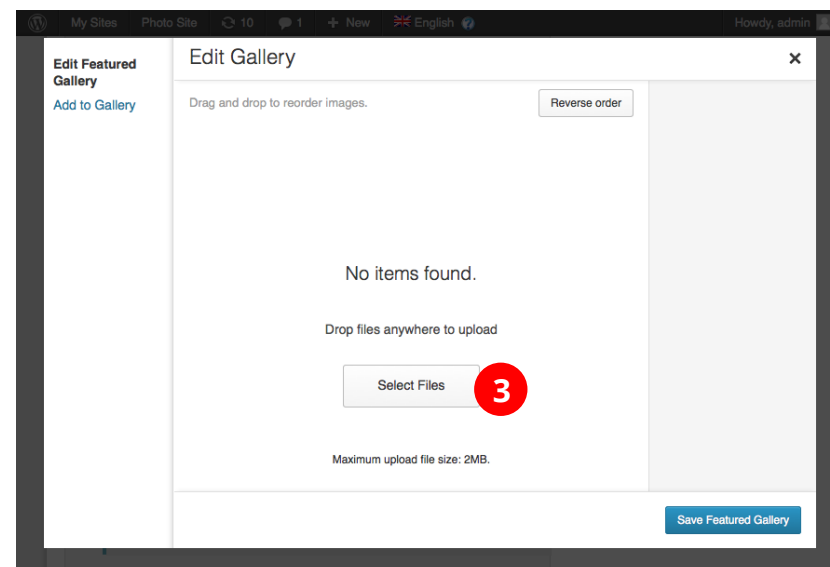 My Sites Photo Site 10 1 + New English Howdy, admin
Edit Featured
Gallery
Add to Gallery
Edit Gallery
Drag and drop to reorder images.
Reverse order
No items found.
Drop files anywhere to upload
Select Files
3
Maximum upload file size: 2MB.
Save Featured Gallery